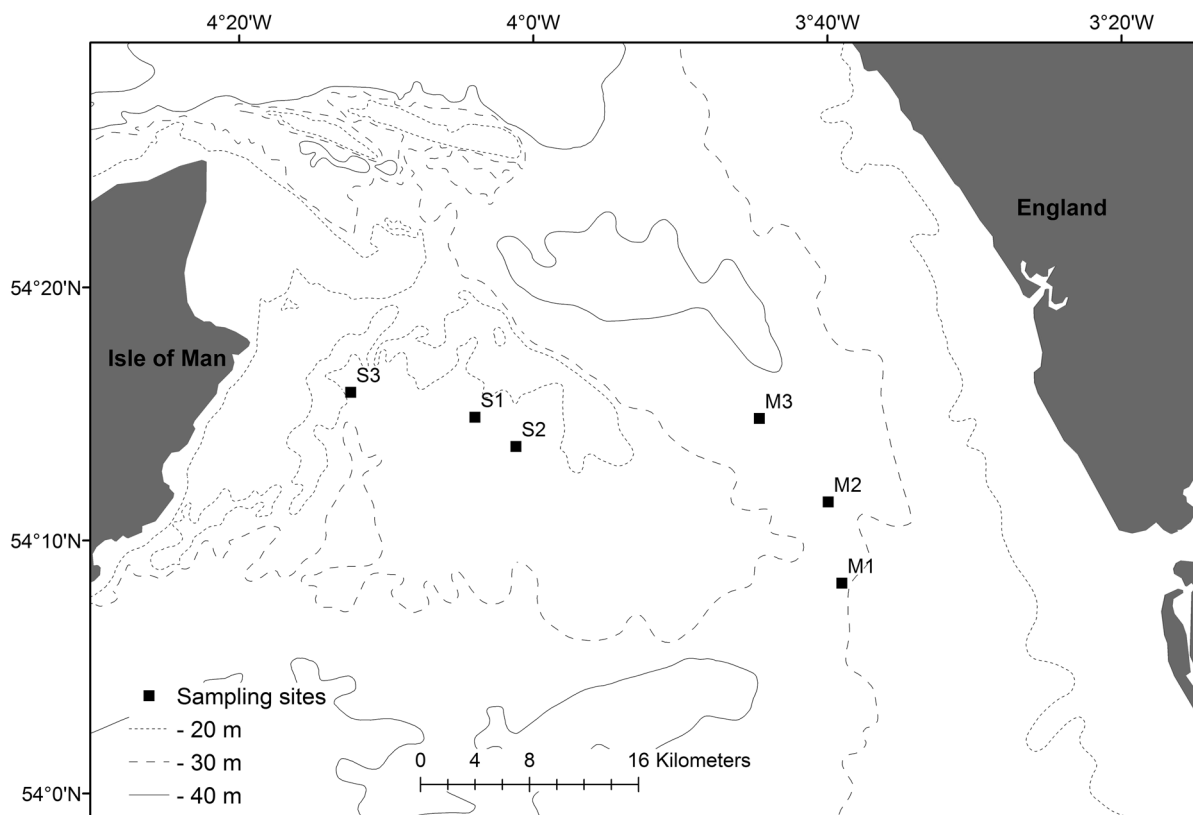 4°20'W 4°0'W 3°40'W 3°20'W
England
54°20'N
Isle of Man
S3
S1
M3
S2
M2
54°10'N
M1
Sampling sites
- 20 m
- 30 m
- 40 m
0 4 8 16 Kilometers
54°0'N